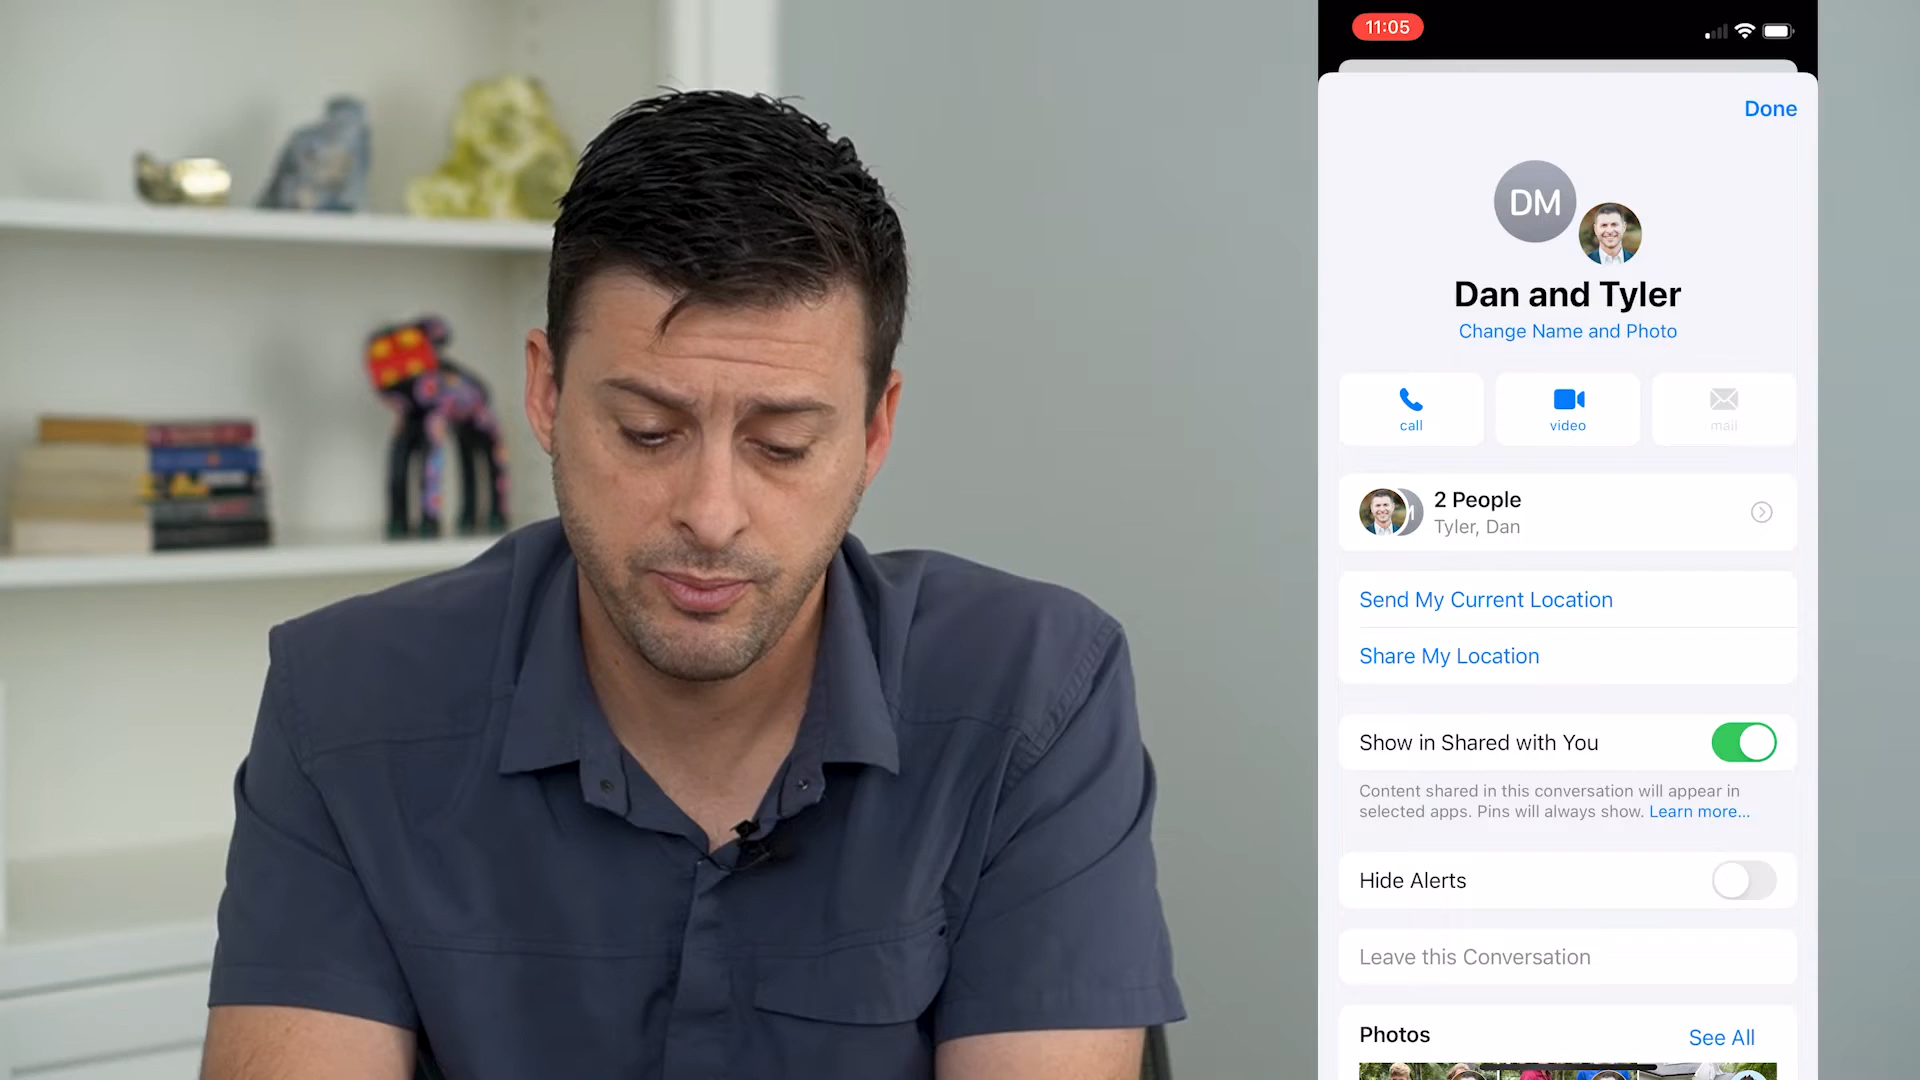 11:05
Done
DM
Dan and Tyler
Change Name and Photo
call
video
mail
2 People
Tyler, Dan
Send My Current Location
Share My Location
Show in Shared with You
Content shared in this conversation will appear in
selected apps. Pins will always show. Learn more...
Hide Alerts
Leave this Conversation
Photos
See All